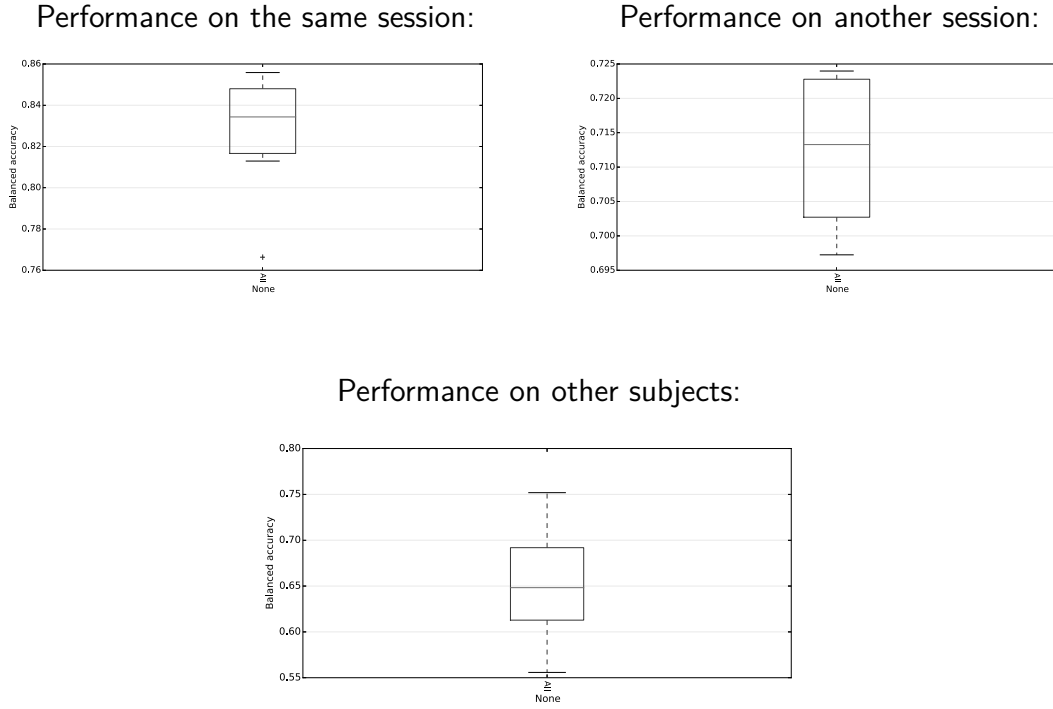 Performance on the same session:
0.86
0.84
0.82
0.80
0.78
0.76
Balanced accuracy
All
None
Performance on another session:
0.725
0.720
0.715
0.710
0.705
0.700
0.695
Balanced accuracy
All
None
Performance on other subjects:
0.80
0.75
0.70
0.65
0.60
0.55
Balanced accuracy
All
None